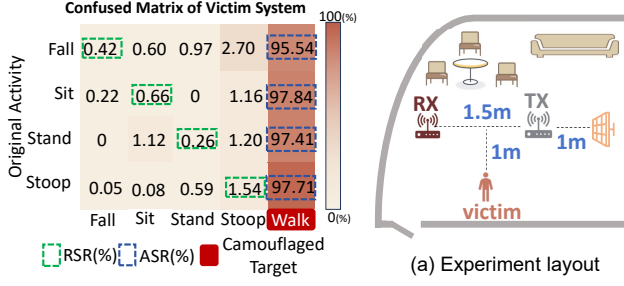 Confused Matrix of Victim System
Original Activity
Fall 0.42 0.60 0.97 2.70 95.54
Sit 0.22 0.66 0 1.16 97.84
Stand 0 1.12 0.26 1.20 97.41
Stoop 0.05 0.08 0.59 1.54 97.71
Fall Sit Stand Stoop Walk
100(%)
0(%)
RSR(%) ASR(%) Camouflaged
Target
RX 1.5m TX
1m
1m
victim
(a) Experiment layout